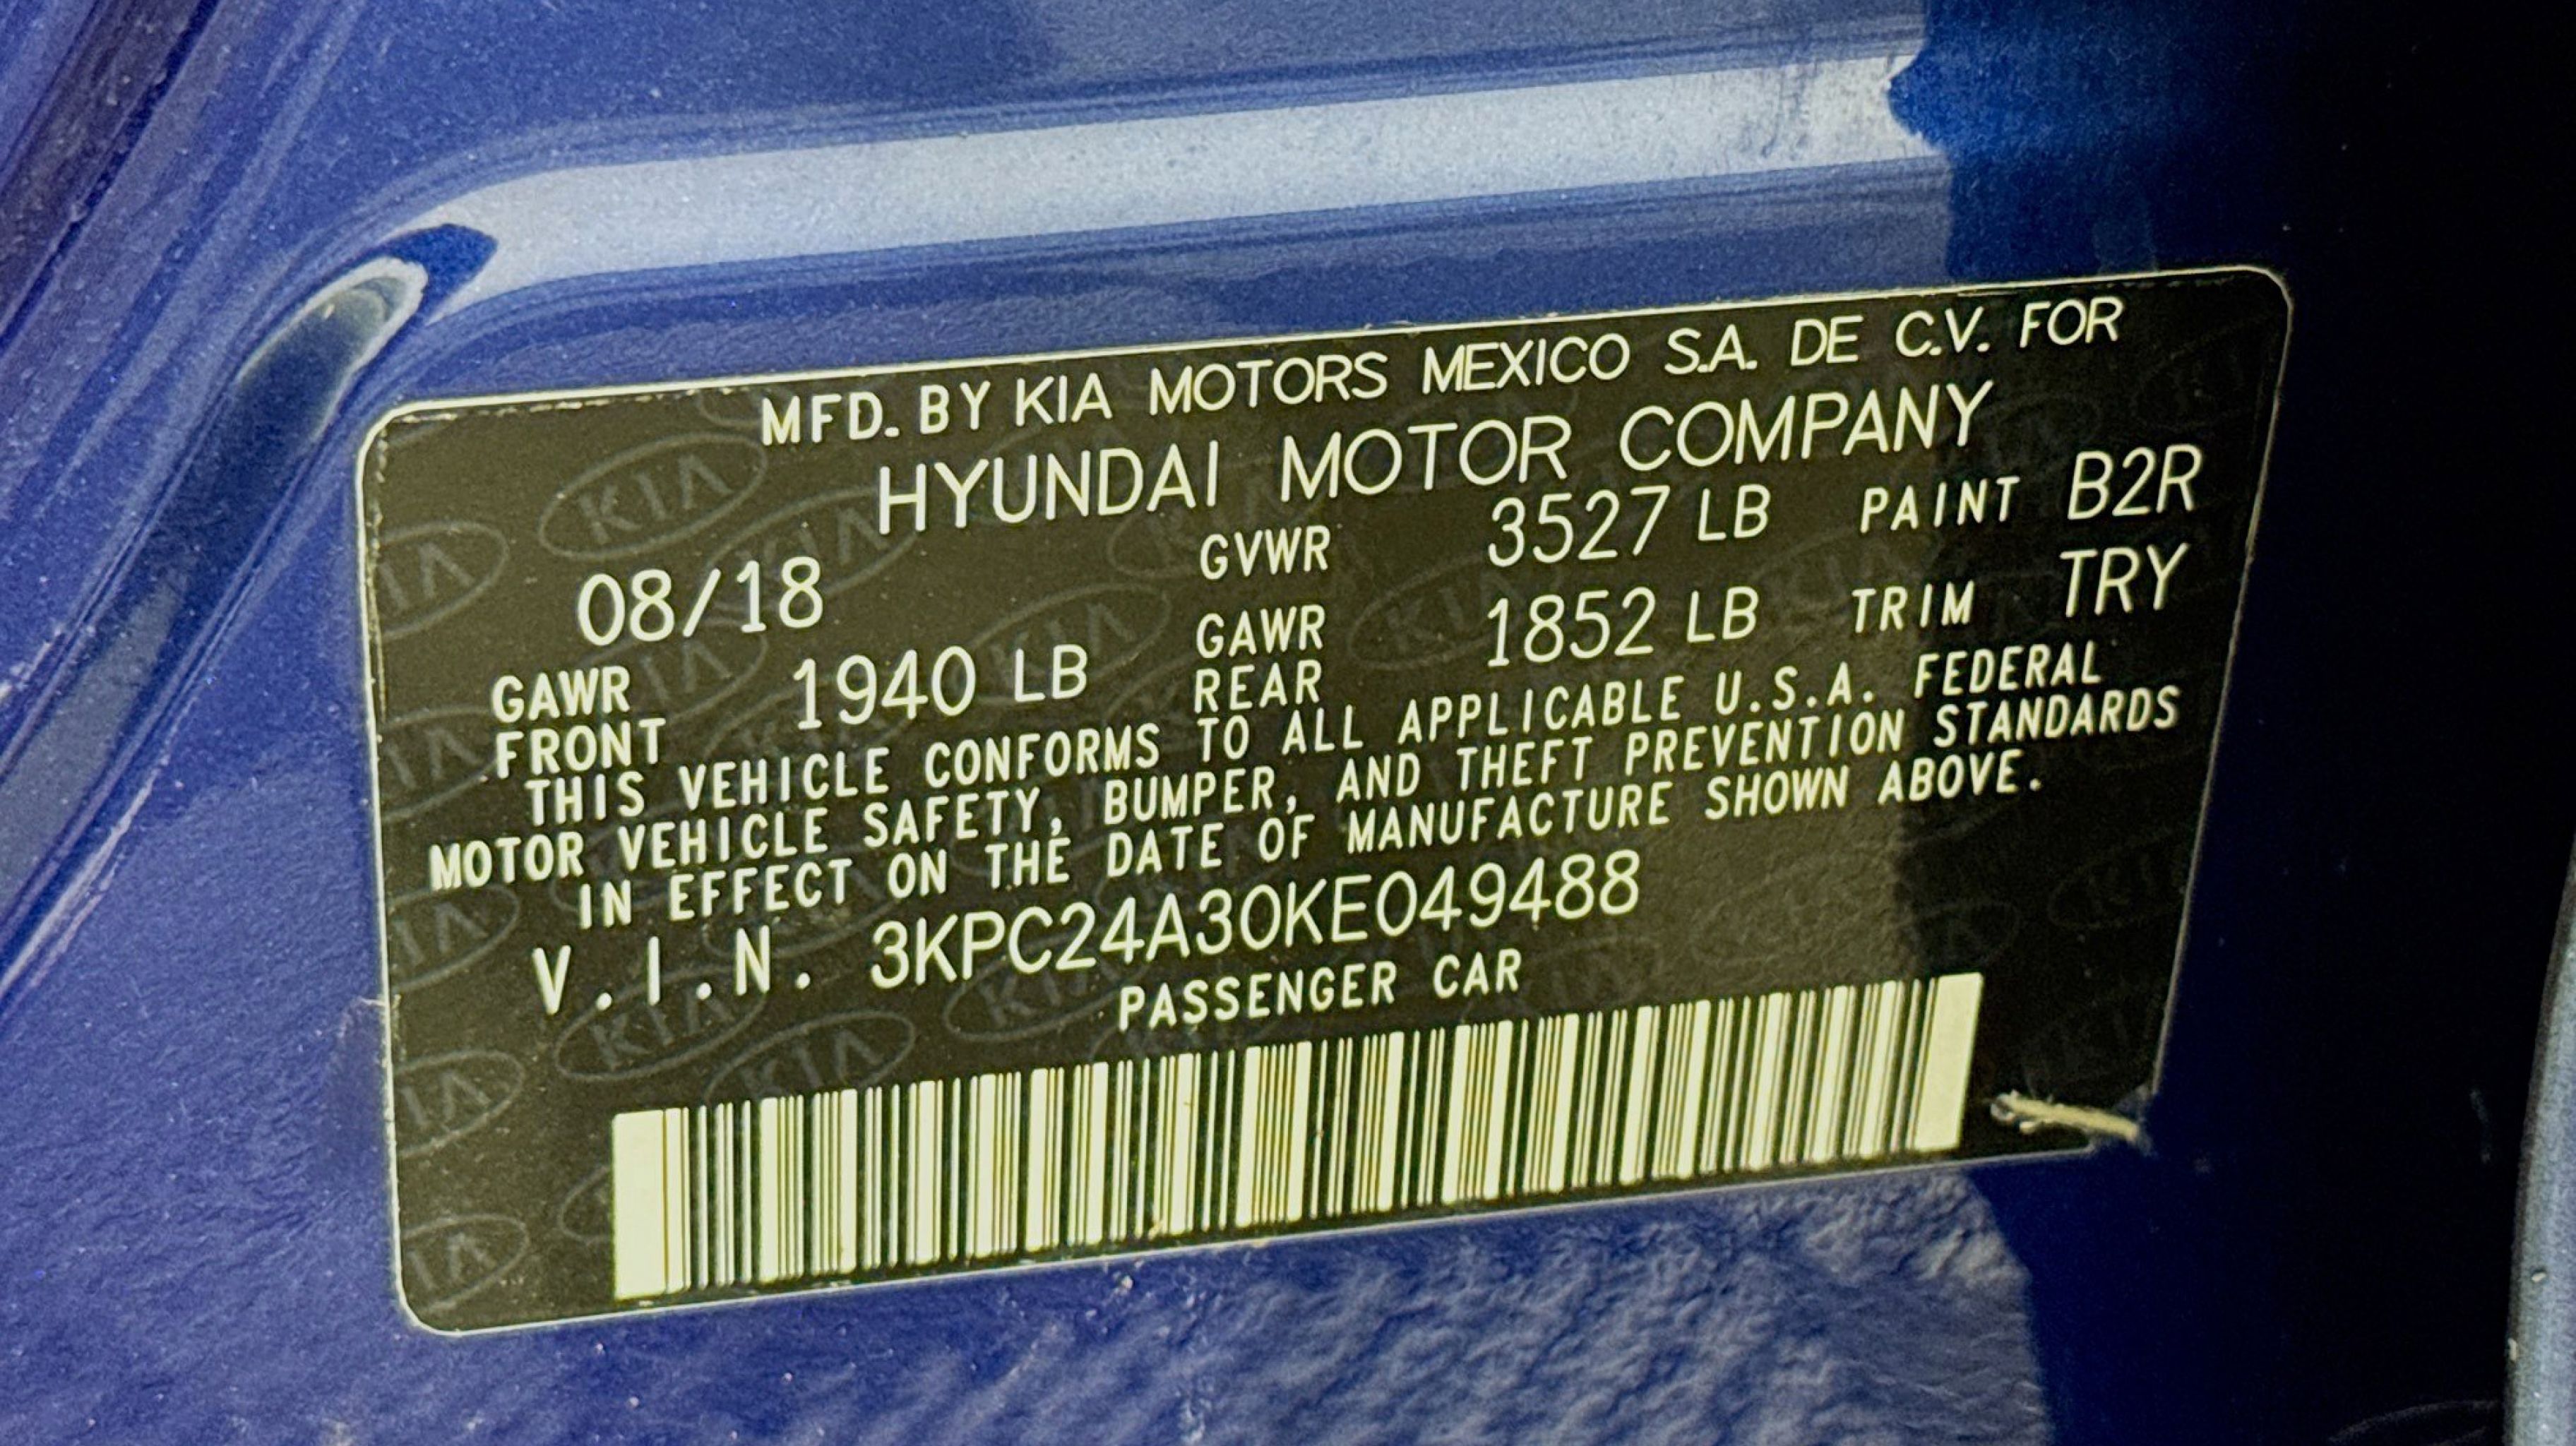 MFD. BY KIA MOTORS MEXICO S.A. DE C.V. FOR
HYUNDAI MOTOR COMPANY
08/18 GVWR 3527 LB PAINT B2R
GAWR FRONT 1940 LB GAWR REAR 1852 LB TRIM TRY
THIS VEHICLE CONFORMS TO ALL APPLICABLE U.S.A. FEDERAL
MOTOR VEHICLE SAFETY, BUMPER, AND THEFT PREVENTION STANDARDS
IN EFFECT ON THE DATE OF MANUFACTURE SHOWN ABOVE.
V.I.N. 3KPC24A30KE049488
PASSENGER CAR